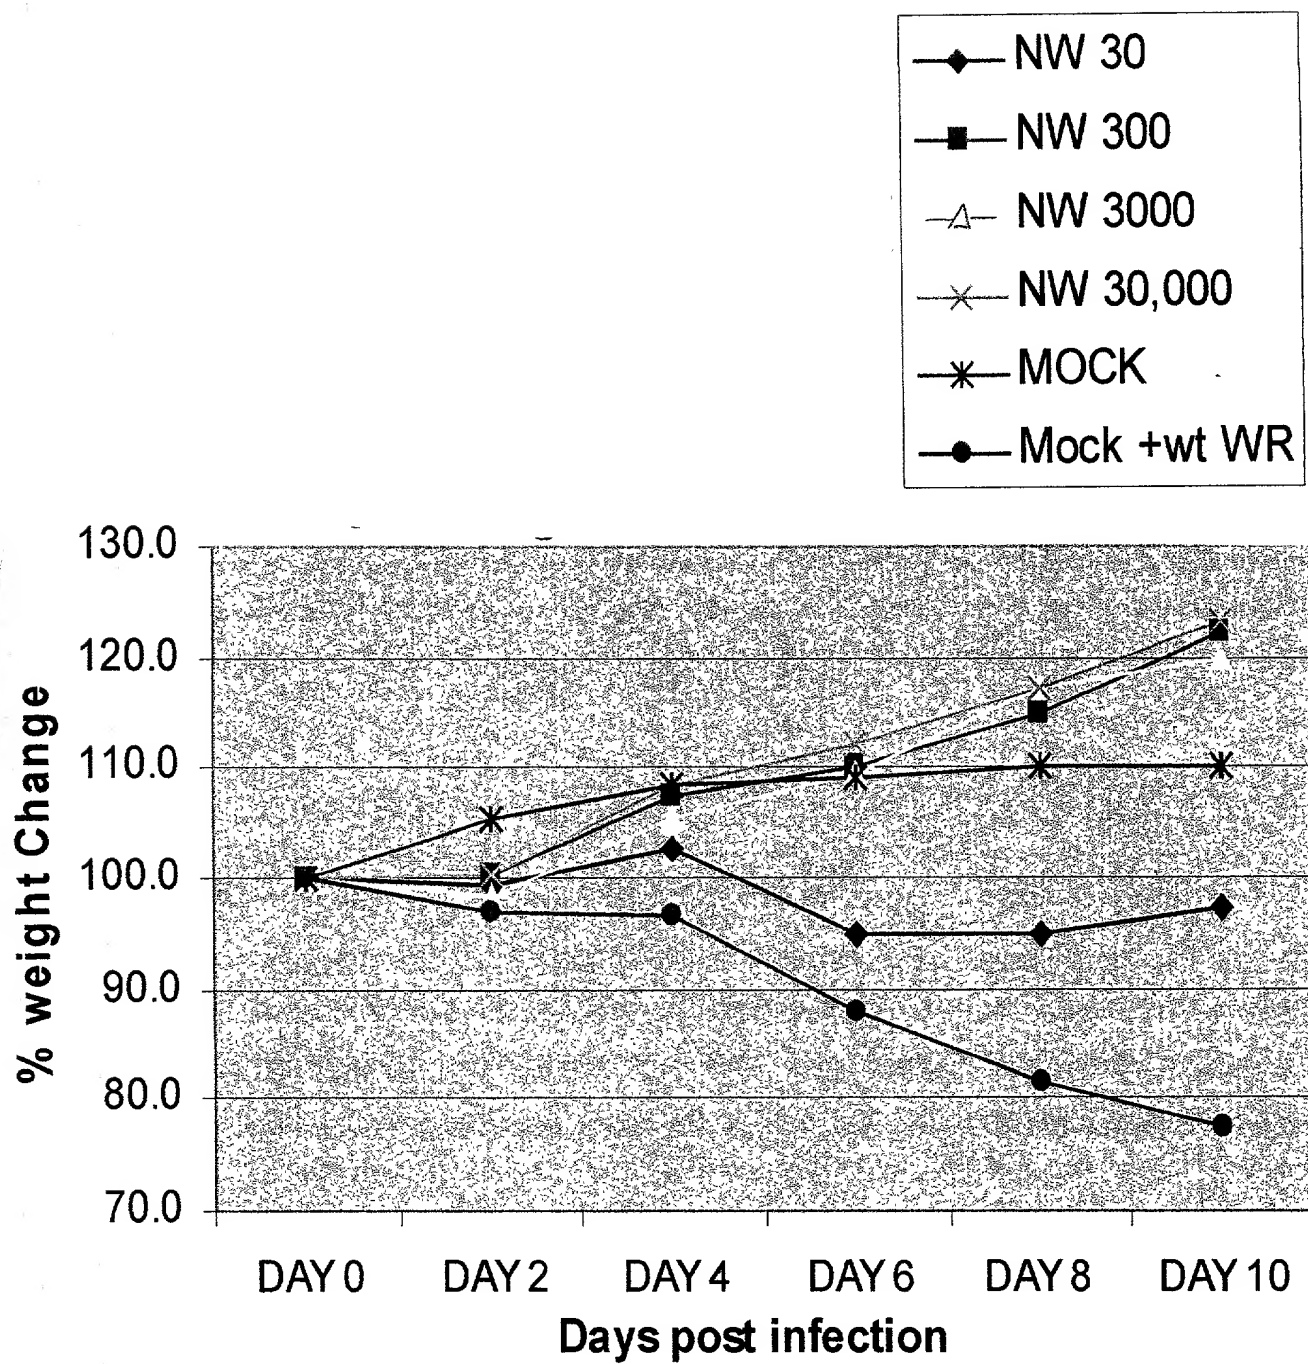 NW 30
NW 300
NW 3000
NW 30,000
MOCK
Mock +wt WR
130.0
120.0
110.0
100.0
90.0
80.0
70.0
% weight Change
DAY 0 DAY 2 DAY 4 DAY 6 DAY 8 DAY 10
Days post infection